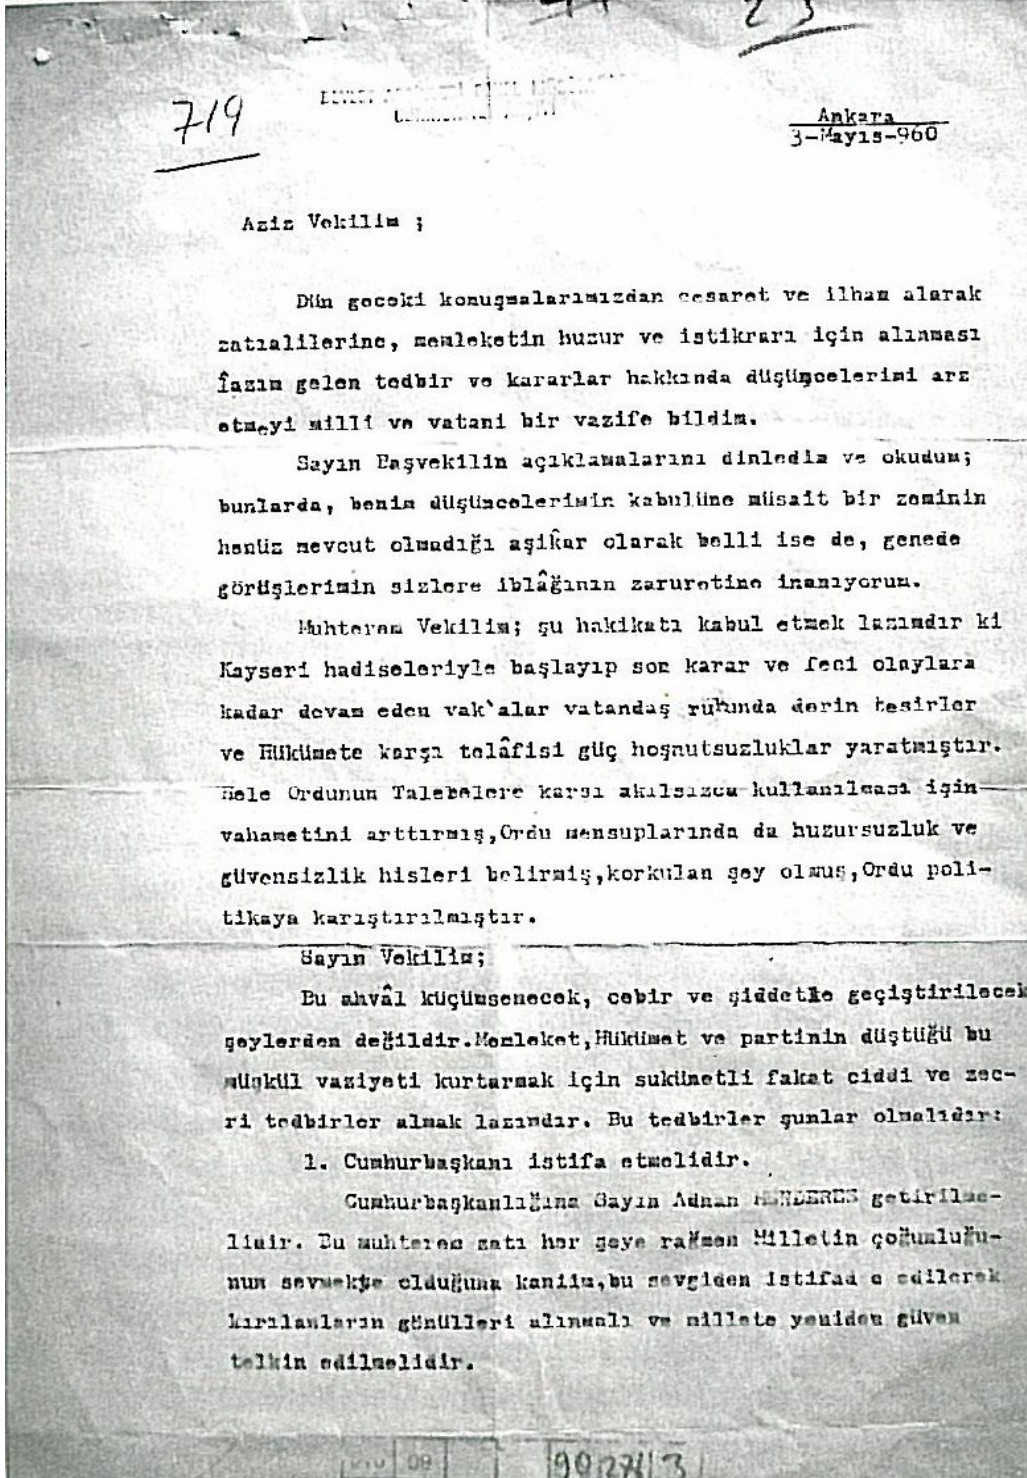 23
719
Ankara
3-Mayıs-960
Aziz Vekilim ;
Dün geceki konuşmalarımızdan cesaret ve ilham alarak
zatıalilerine, memleketin huzur ve istikrarı için alınması
lâzım gelen tedbir ve kararlar hakkında düşüncelerimi arz
etmeyi milli ve vatani bir vazife bildim.
Sayın Başvekilin açıklamalarını dinledim ve okudum;
bunlarda, benim düşüncelerimin kabulüne müsait bir zeminin
henüz mevcut olmadığı aşikâr olarak belli ise de, genede
görüşlerimin sizlere iblâğının zaruretine inanıyorum.
Muhterem Vekilim; şu hakikatı kabul etmek lazımdır ki
Kayseri hadiseleriyle başlayıp son karar ve feci olaylara
kadar devam eden vak'alar vatandaş ruhunda derin tesirler
ve Hükümete karşı telâfisi güç hoşnutsuzluklar yaratmıştır.
Hele Ordunun Talebelere karsı akılsızca kullanılması işin
vahametini arttırmış,Ordu mensuplarında da huzursuzluk ve
güvensizlik hisleri belirmiş,korkulan şey olmuş,Ordu poli-
tikaya karıştırılmıştır.
Sayın Vekilim;
Bu ahvâl küçümsenecek, cebir ve şiddetle geçiştirilecek
şeylerden değildir.Memleket,Hükümet ve partinin düştüğü bu
müşkül vaziyeti kurtarmak için sukünetli fakat ciddi ve zec-
ri tedbirler almak lazımdır. Bu tedbirler şunlar olmalıdır:
1. Cumhurbaşkanı istifa etmelidir.
Cumhurbaşkanlığına Sayın Adnan MENDERES getirilme-
lidir. Bu muhterem zatı her şeye rağmen Milletin çoğunluğu-
nun sevmekte olduğuna kaniim,bu sevgiden istifad e edilerek
kırılanların gönülleri alınmalı ve millete yeniden güven
telkin edilmelidir.
09